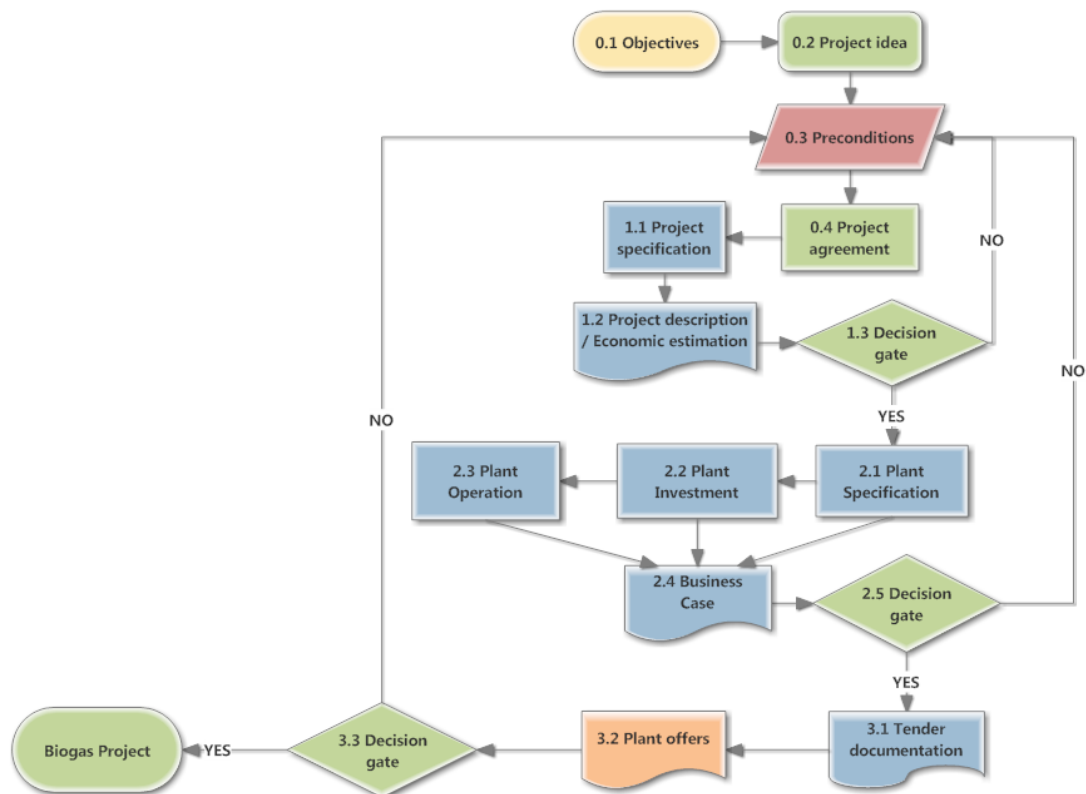 0.1 Objectives
0.2 Project idea
0.3 Preconditions
1.1 Project
specification
0.4 Project
agreement
NO
1.2 Project description
/ Economic estimation
1.3 Decision
gate
NO
NO
YES
2.3 Plant
Operation
2.2 Plant
Investment
2.1 Plant
Specification
2.4 Business
Case
2.5 Decision
gate
YES
Biogas Project
YES
3.3 Decision
gate
3.2 Plant offers
3.1 Tender
documentation